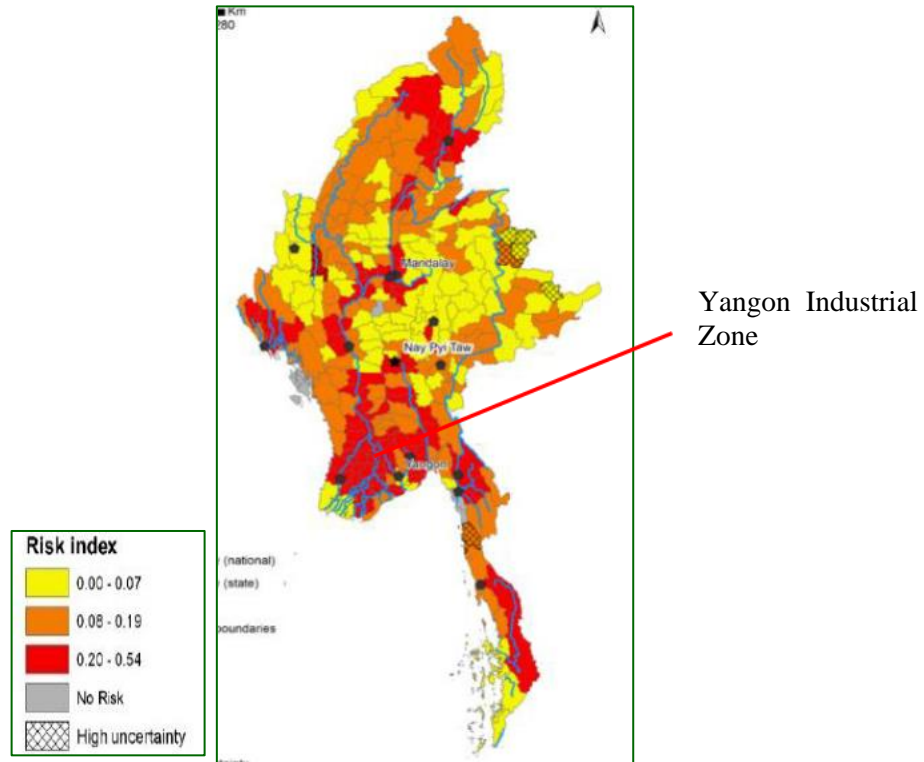 Km
280
Mandalay
Nay Pyi Taw
Yangon
Yangon Industrial
Zone
(national)
(state)
boundaries
Risk index
0.00 - 0.07
0.08 - 0.19
0.20 - 0.54
No Risk
High uncertainty